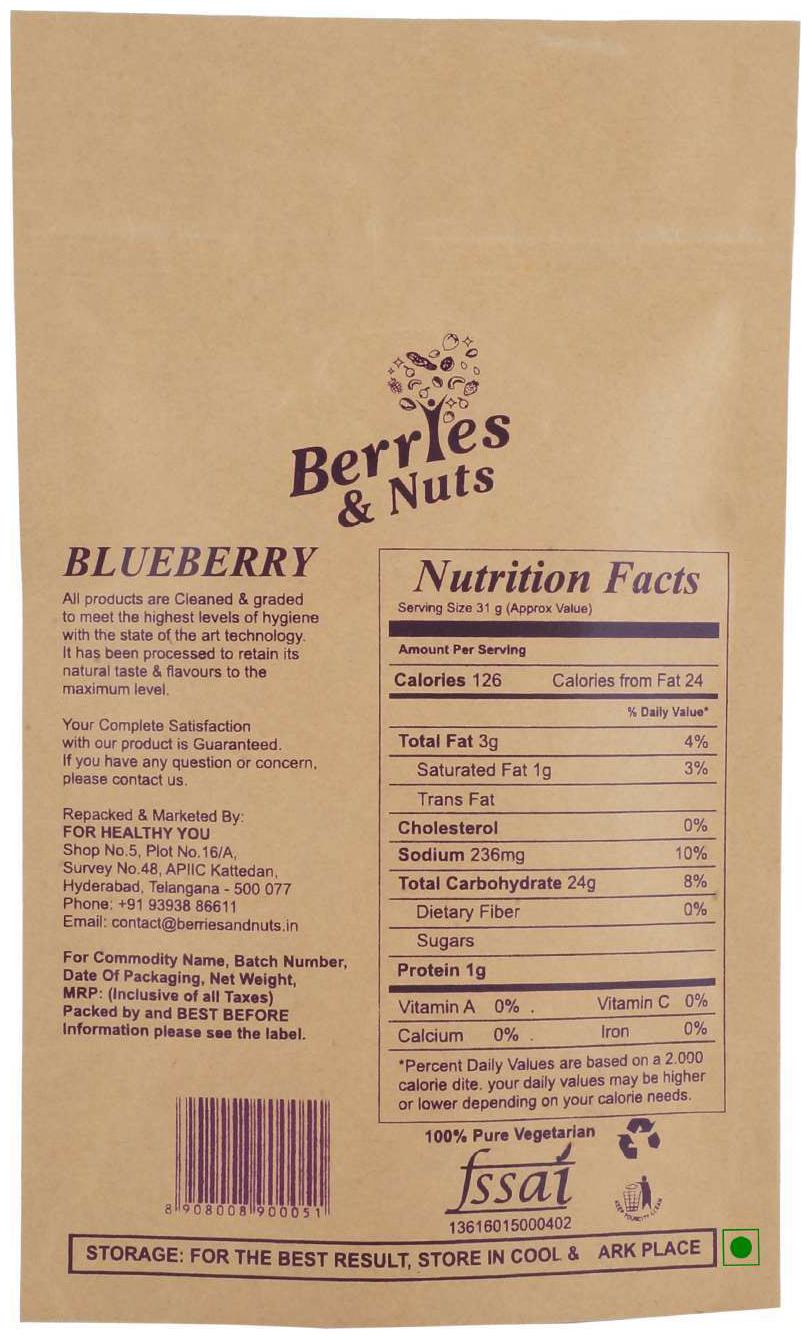 Berries
& Nuts
BLUEBERRY
All products are Cleaned & graded
to meet the highest levels of hygiene
with the state of the art technology.
It has been processed to retain its
natural taste & flavours to the
maximum level.
Your Complete Satisfaction
with our product is Guaranteed.
If you have any question or concern,
please contact us.
Repacked & Marketed By:
FOR HEALTHY YOU
Shop No.5, Plot No.16/A,
Survey No.48, APIIC Kattedan,
Hyderabad, Telangana - 500 077
Phone: +91 93938 86611
Email: contact@berriesandnuts.in
For Commodity Name, Batch Number,
Date Of Packaging, Net Weight,
MRP: (Inclusive of all Taxes)
Packed by and BEST BEFORE
Information please see the label.
8 908008 900051
Nutrition Facts
Serving Size 31 g (Approx Value)
Amount Per Serving
Calories 126 Calories from Fat 24
% Daily Value*
Total Fat 3g 4%
Saturated Fat 1g 3%
Trans Fat
Cholesterol 0%
Sodium 236mg 10%
Total Carbohydrate 24g 8%
Dietary Fiber 0%
Sugars
Protein 1g
Vitamin A 0% . Vitamin C 0%
Calcium 0% . Iron 0%
*Percent Daily Values are based on a 2.000
calorie dite. your daily values may be higher
or lower depending on your calorie needs.
100% Pure Vegetarian
fssai
13616015000402
STORAGE: FOR THE BEST RESULT, STORE IN COOL & ARK PLACE